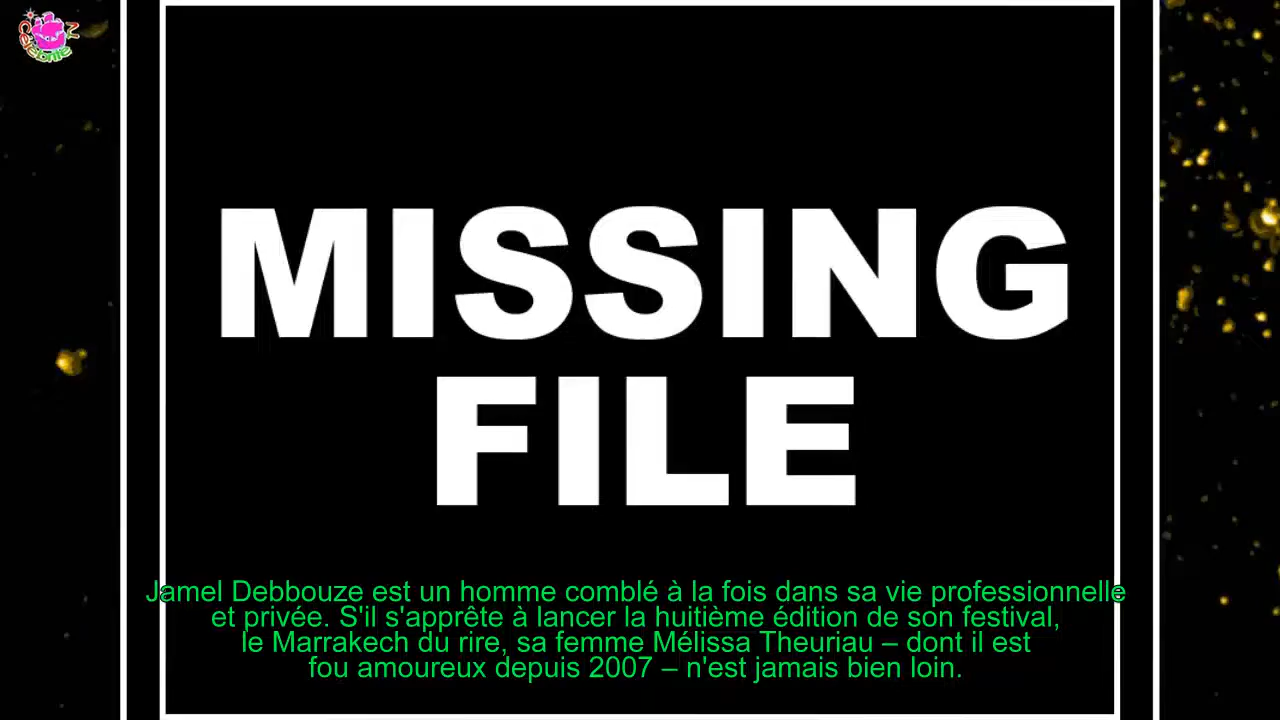 Célébrité Z
MISSING
FILE
Jamel Debbouze est un homme comblé à la fois dans sa vie professionnelle
et privée. S'il s'apprête à lancer la huitième édition de son festival,
le Marrakech du rire, sa femme Mélissa Theuriau – dont il est
fou amoureux depuis 2007 – n'est jamais bien loin.